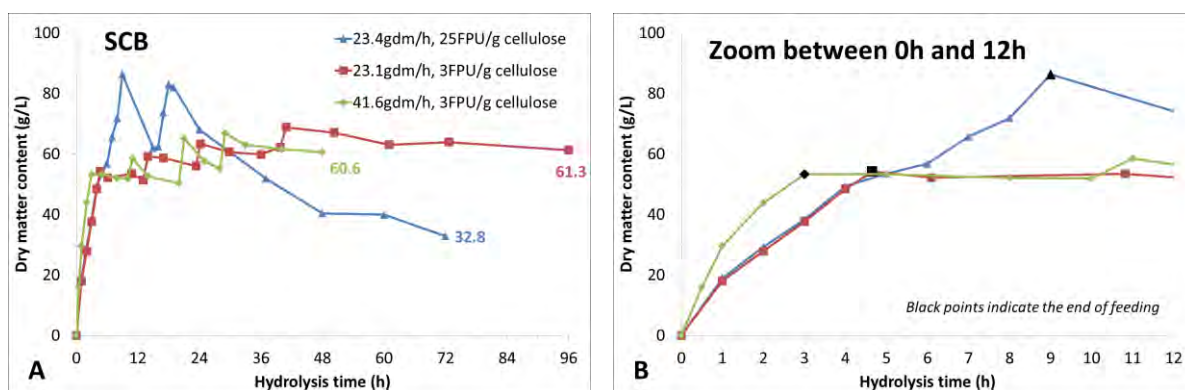 SCB
23.4gdm/h, 25FPU/g cellulose
23.1gdm/h, 3FPU/g cellulose
41.6gdm/h, 3FPU/g cellulose
Dry matter content (g/L)
100
80
60
40
20
0
60.6
61.3
32.8
0 12 24 36 48 60 72 84 96
Hydrolysis time (h)
A
Zoom between 0h and 12h
Dry matter content (g/L)
100
80
60
40
20
0
Black points indicate the end of feeding
0 1 2 3 4 5 6 7 8 9 10 11 12
Hydrolysis time (h)
B